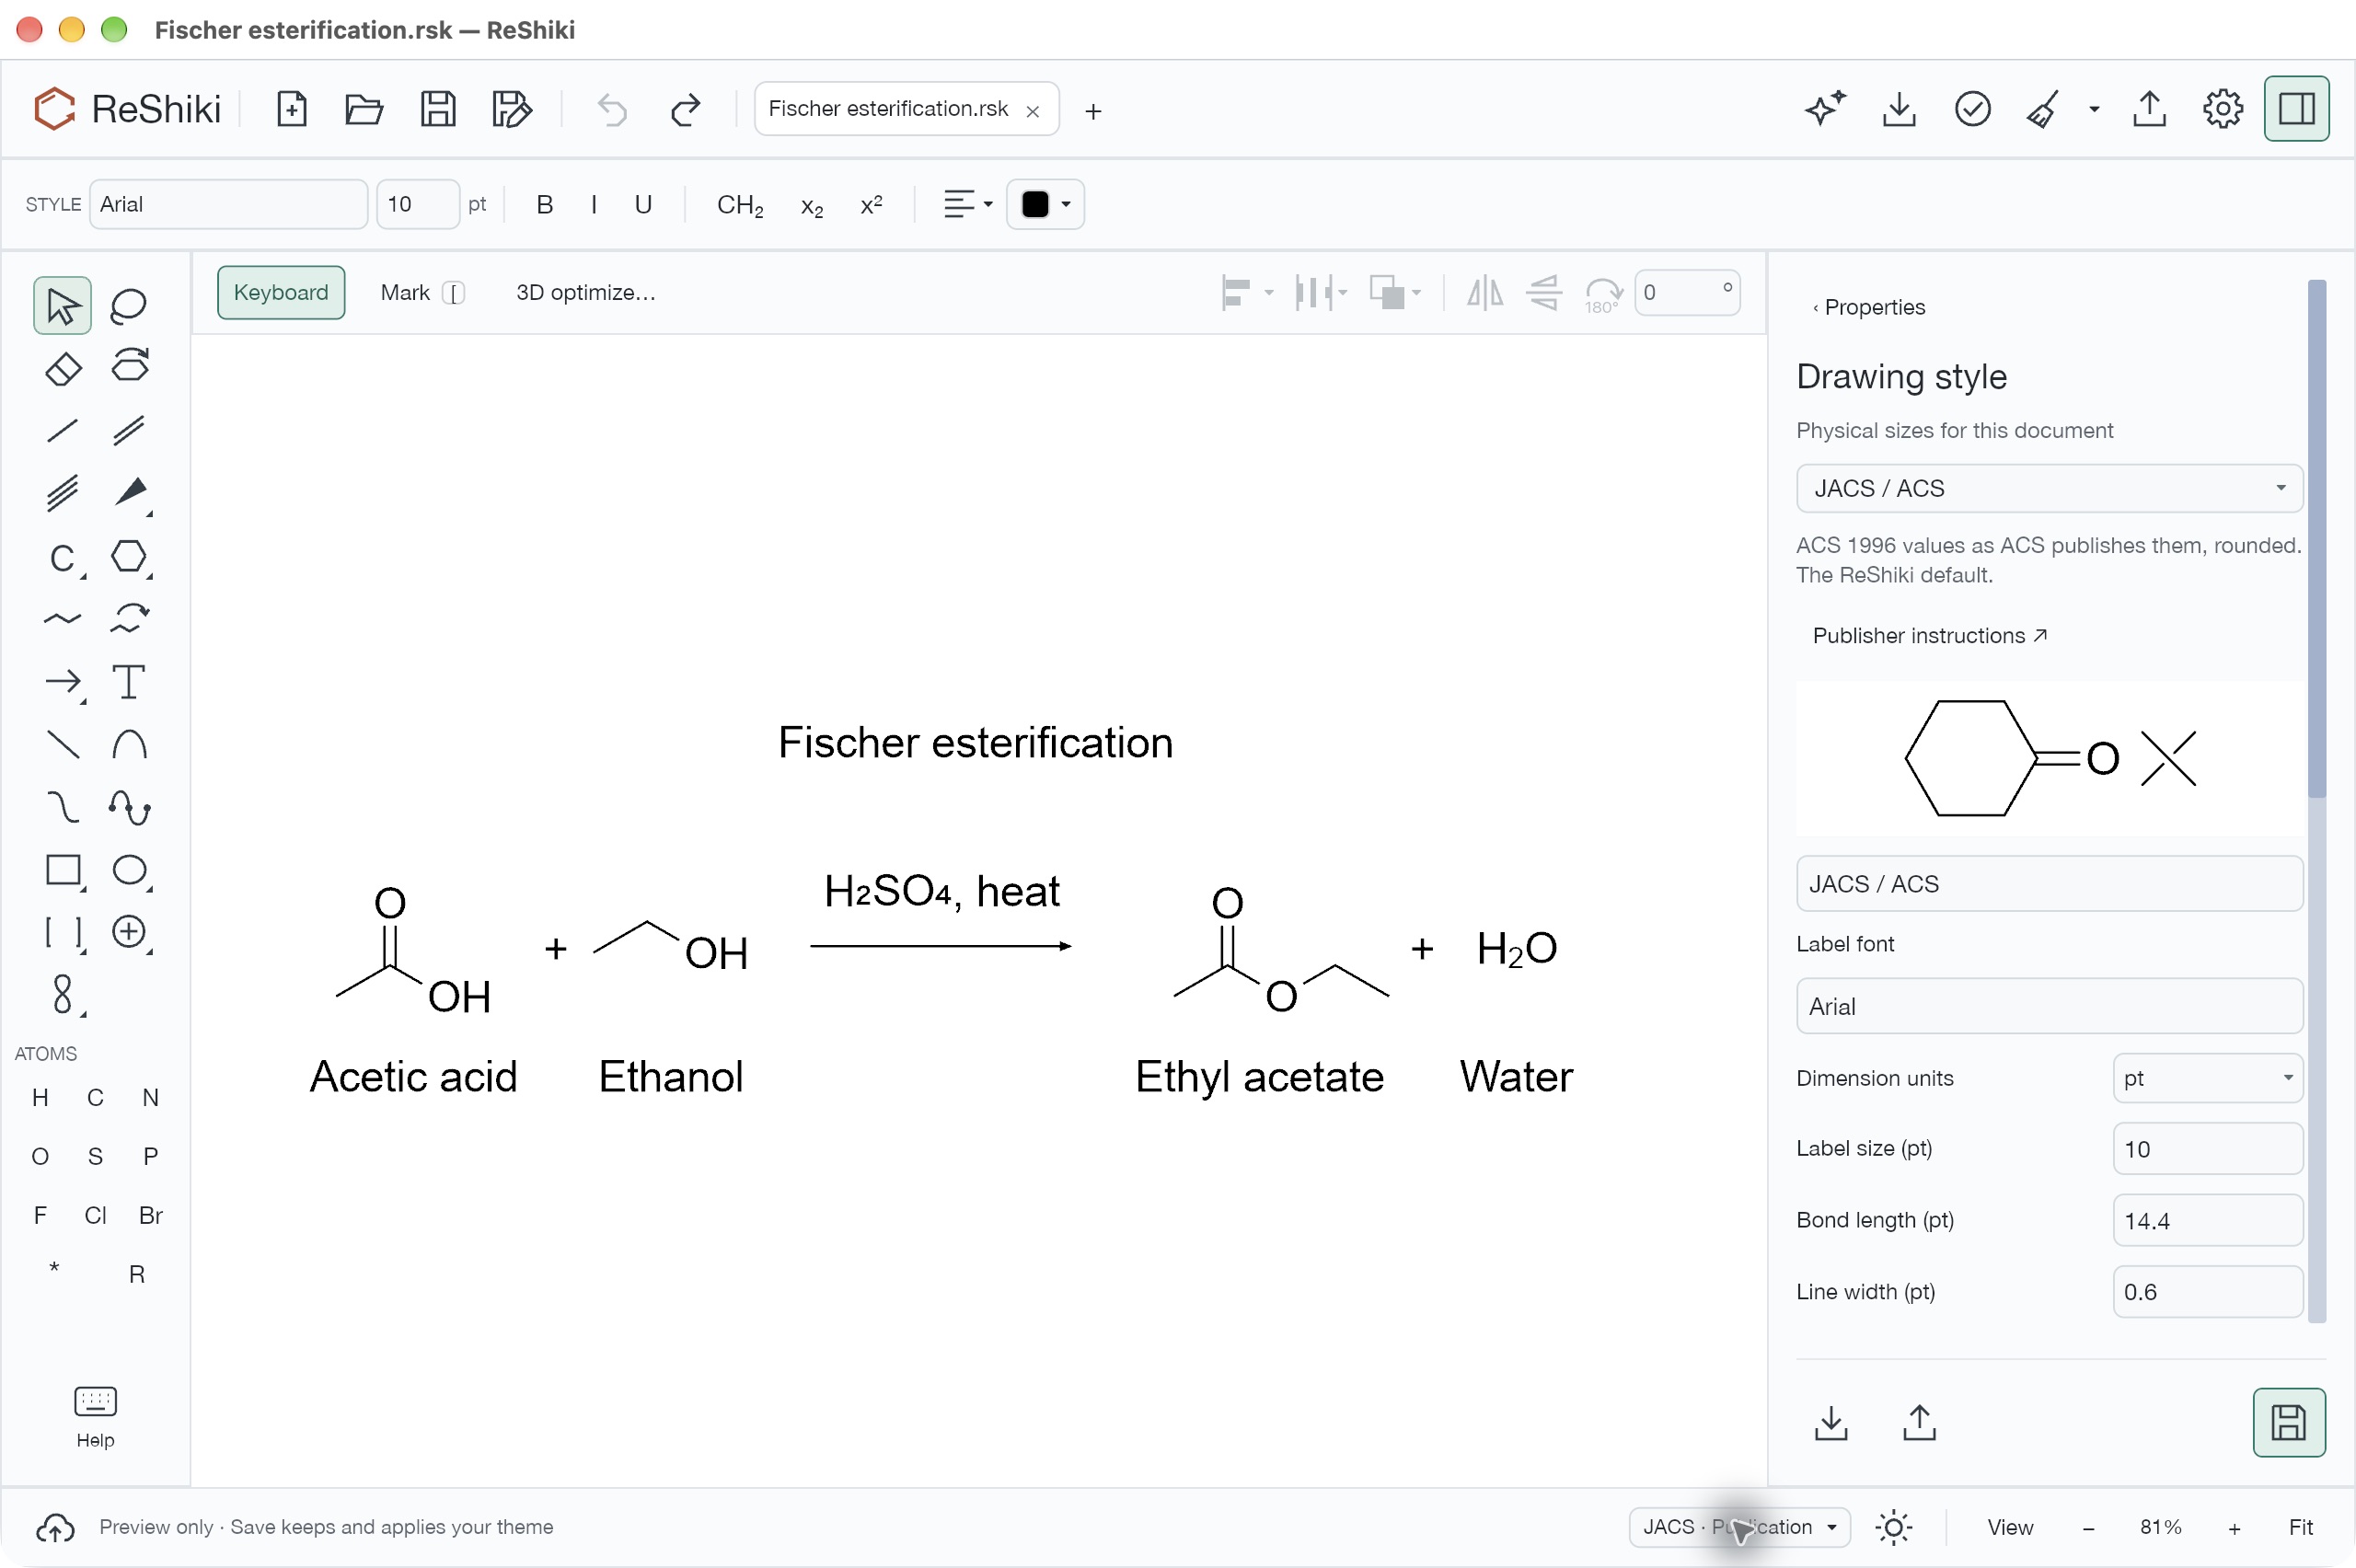 Fischer esterification.rsk — ReShiki
ReShiki
Fischer esterification.rsk ×
+
STYLE Arial 10 pt B I U CH₂ x₂ x²
Keyboard Mark [ 3D optimize... 180° 0 °
‹ Properties
Drawing style
Physical sizes for this document
JACS / ACS
ACS 1996 values as ACS publishes them, rounded.
The ReShiki default.
Publisher instructions ↗
O
JACS / ACS
Label font
Arial
Dimension units pt
Label size (pt) 10
Bond length (pt) 14.4
Line width (pt) 0.6
C
T
[ ]
ATOMS
H C N
O S P
F Cl Br
* R
Help
Fischer esterification
H₂SO₄, heat
O OH + OH O O + H₂O
Acetic acid Ethanol Ethyl acetate Water
Preview only · Save keeps and applies your theme
JACS · Publication View − 81% + Fit